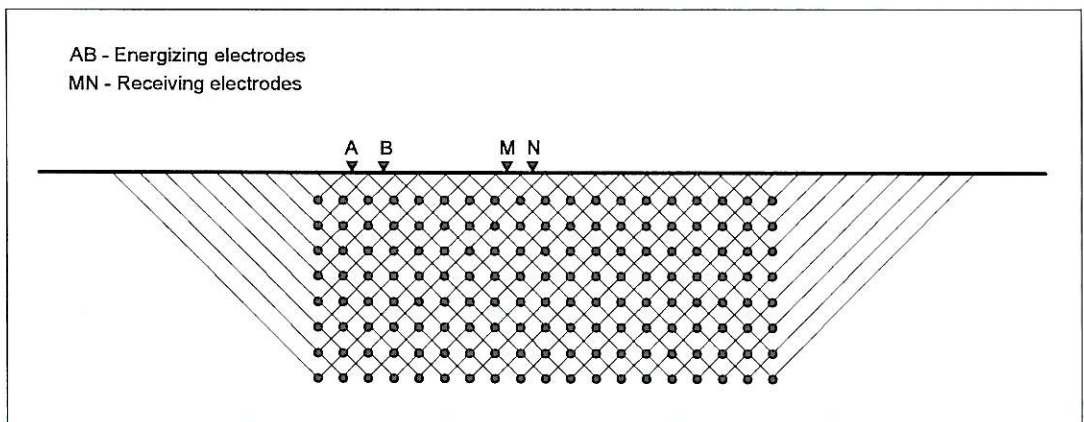 AB - Energizing electrodes
MN - Receiving electrodes
A B M N